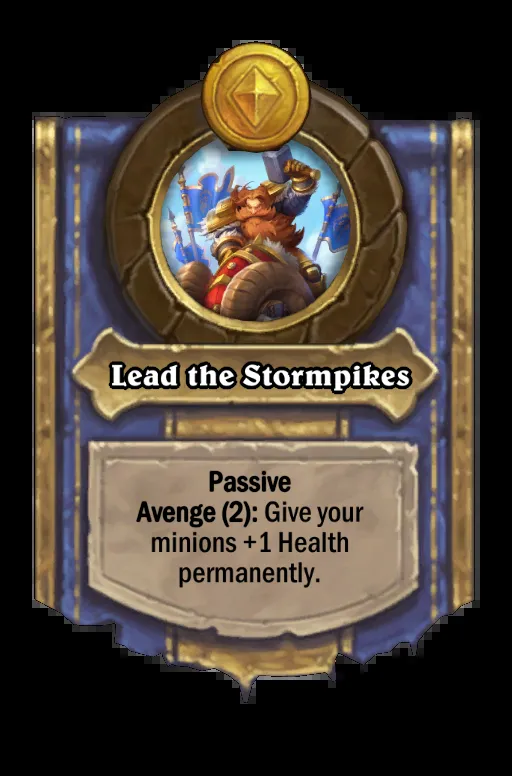 Lead the Stormpikes
Passive
Avenge (2): Give your
minions +1 Health
permanently.